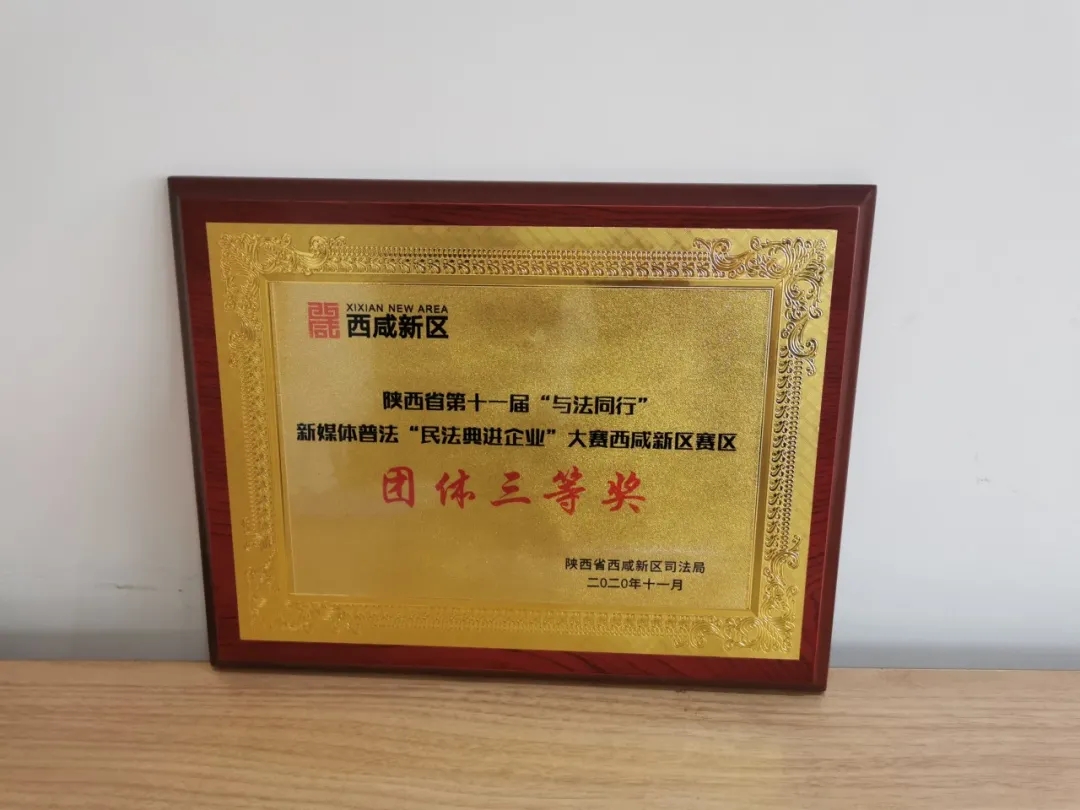 XIXIAN NEW AREA
西咸新区
陕西省第十一届“与法同行”
新媒体普法“民法典进企业”大赛西咸新区赛区
团体三等奖
陕西省西咸新区司法局
二〇二〇年十一月